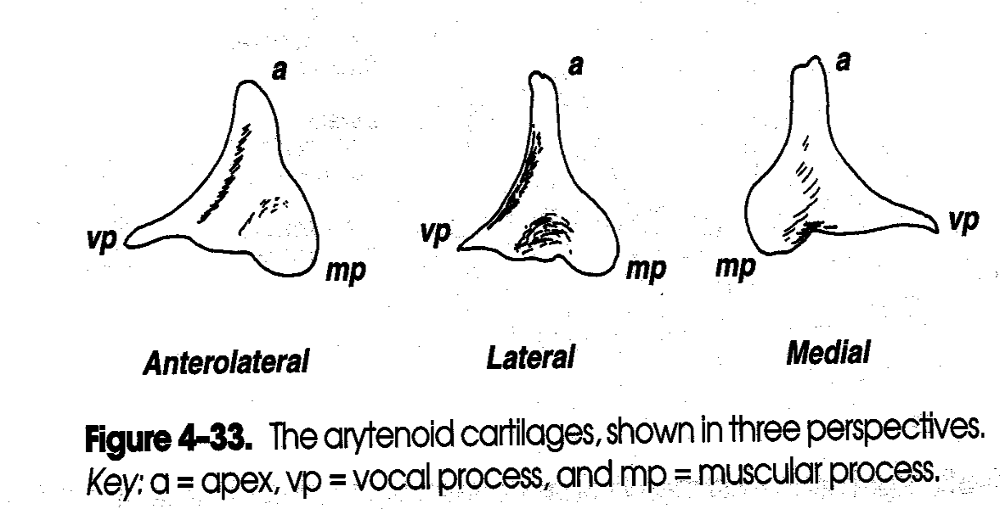 a
a
a
vp
vp
vp
mp
mp
mp
Anterolateral
Lateral
Medial
Figure 4-33. The arytenoid cartilages, shown in three perspectives.
Key: a = apex, vp = vocal process, and mp = muscular process.